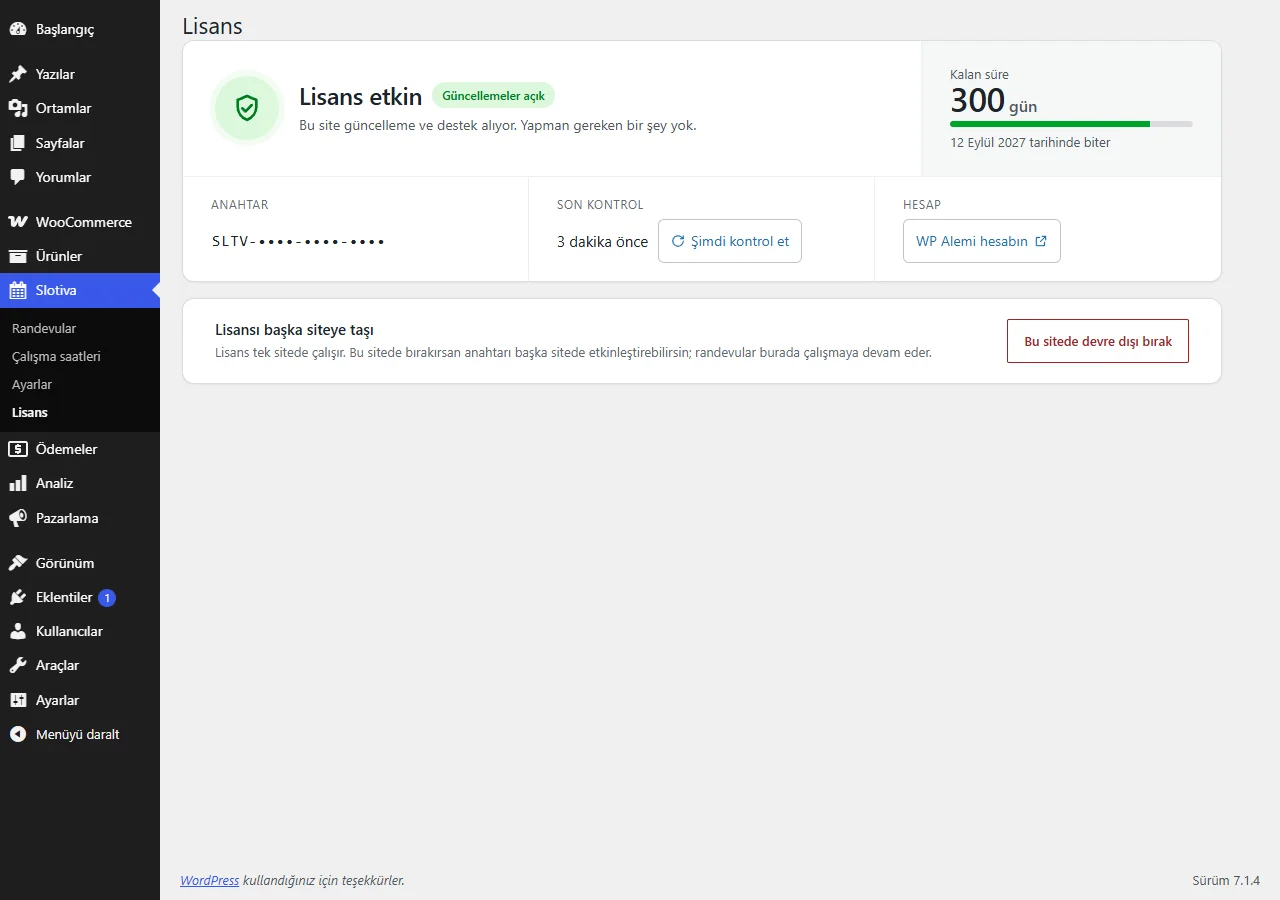 Başlangıç
Yazılar
Ortamlar
Sayfalar
Yorumlar
WooCommerce
Ürünler
Slotiva
Randevular
Çalışma saatleri
Ayarlar
Lisans
Ödemeler
Analiz
Pazarlama
Görünüm
Eklentiler 1
Kullanıcılar
Araçlar
Ayarlar
Menüyü daralt
Lisans
Lisans etkin Güncellemeler açık
Bu site güncelleme ve destek alıyor. Yapman gereken bir şey yok.
Kalan süre
300 gün
12 Eylül 2027 tarihinde biter
ANAHTAR
SLTV-••••-••••-••••
SON KONTROL
3 dakika önce Şimdi kontrol et
HESAP
WP Alemi hesabın
Lisansı başka siteye taşı
Lisans tek sitede çalışır. Bu sitede bırakırsan anahtarı başka sitede etkinleştirebilirsin; randevular burada çalışmaya devam eder.
Bu sitede devre dışı bırak
WordPress kullandığınız için teşekkürler.
Sürüm 7.1.4